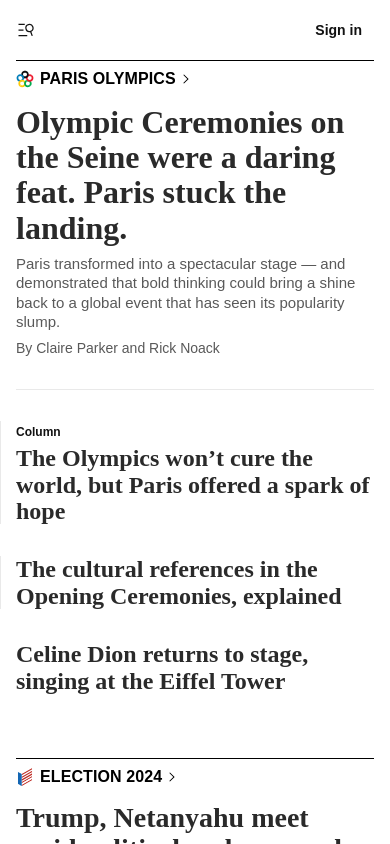 Sign in
PARIS OLYMPICS
Olympic Ceremonies on
the Seine were a daring
feat. Paris stuck the
landing.
Paris transformed into a spectacular stage — and
demonstrated that bold thinking could bring a shine
back to a global event that has seen its popularity
slump.
By Claire Parker and Rick Noack
Column
The Olympics won’t cure the
world, but Paris offered a spark of
hope
The cultural references in the
Opening Ceremonies, explained
Celine Dion returns to stage,
singing at the Eiffel Tower
ELECTION 2024
Trump, Netanyahu meet